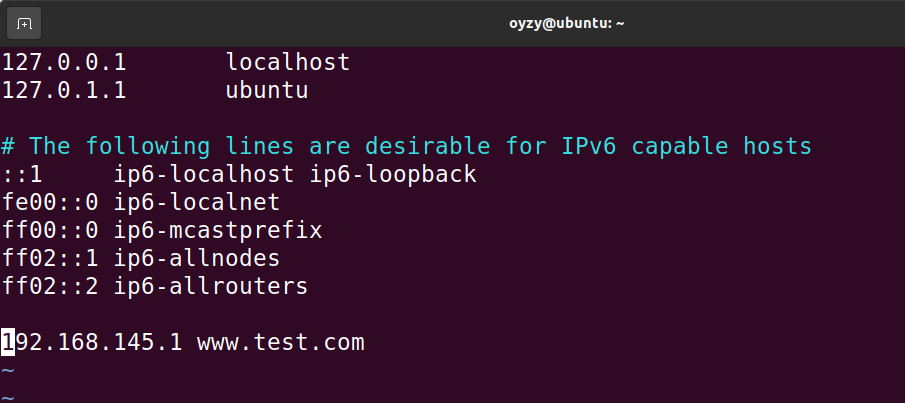 oyzy@ubuntu: ~
127.0.0.1       localhost
127.0.1.1       ubuntu
# The following lines are desirable for IPv6 capable hosts
::1     ip6-localhost ip6-loopback
fe00::0 ip6-localnet
ff00::0 ip6-mcastprefix
ff02::1 ip6-allnodes
ff02::2 ip6-allrouters
192.168.145.1 www.test.com
~
~